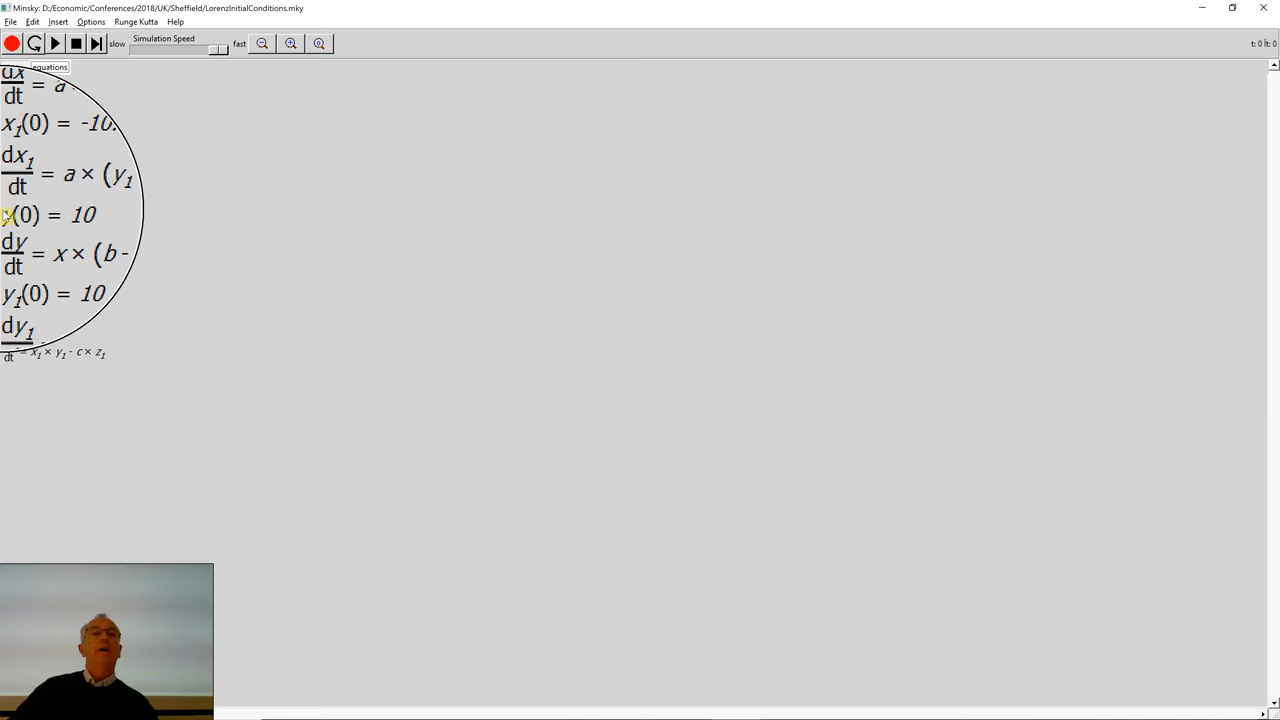 Minsky: D:/Economic/Conferences/2018/UK/Sheffield/LorenzInitialConditions.mky
File Edit Insert Options Runge Kutta Help
slow Simulation Speed fast
t: 0
equations
dx/dt = a
x₁(0) = -10.
dx₁/dt = a × (y₁
y(0) = 10
dy/dt = x × (b -
y₁(0) = 10
dy₁
dt = x₁ × y₁ - c × z₁